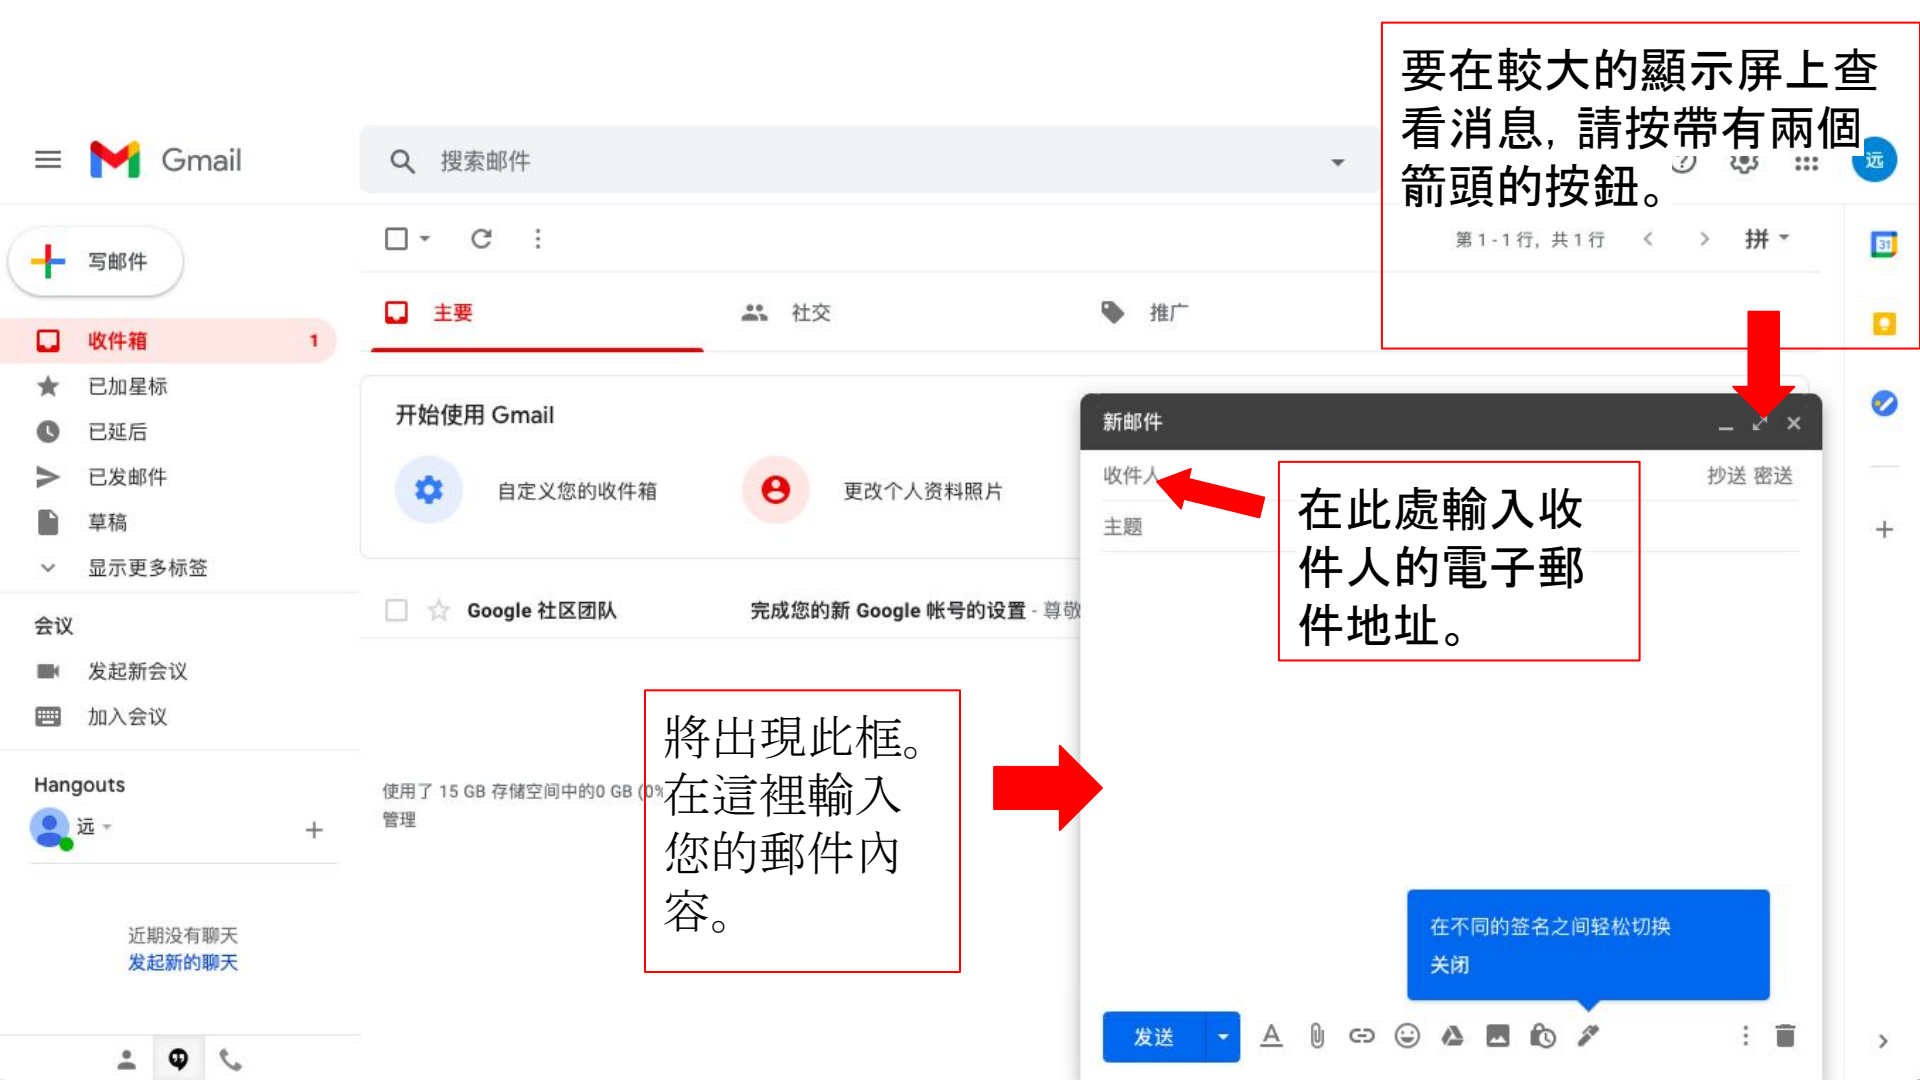 要在較大的顯示屏上查
看消息, 請按帶有兩個
箭頭的按鈕。
Gmail
搜索邮件
远
写邮件
第 1 - 1 行, 共 1 行
拼
31
主要
社交
推广
收件箱 1
已加星标
已延后
已发邮件
草稿
显示更多标签
开始使用 Gmail
自定义您的收件箱
更改个人资料照片
Google 社区团队
完成您的新 Google 帐号的设置 - 尊敬
会议
发起新会议
加入会议
Hangouts
远
近期没有聊天
发起新的聊天
使用了 15 GB 存储空间中的0 GB (0%
管理
將出現此框。
在這裡輸入
您的郵件內
容。
新邮件
收件人
抄送 密送
主题
在此處輸入收
件人的電子郵
件地址。
在不同的签名之间轻松切换
关闭
发送